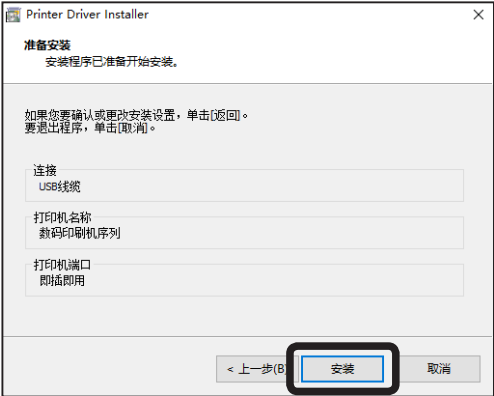 Printer Driver Installer
准备安装
安装程序已准备开始安装。
如果您要确认或更改安装设置，单击[返回]。
要退出程序，单击[取消]。
连接
USB线缆
打印机名称
数码印刷机序列
打印机端口
即插即用
< 上一步(B)
安装
取消